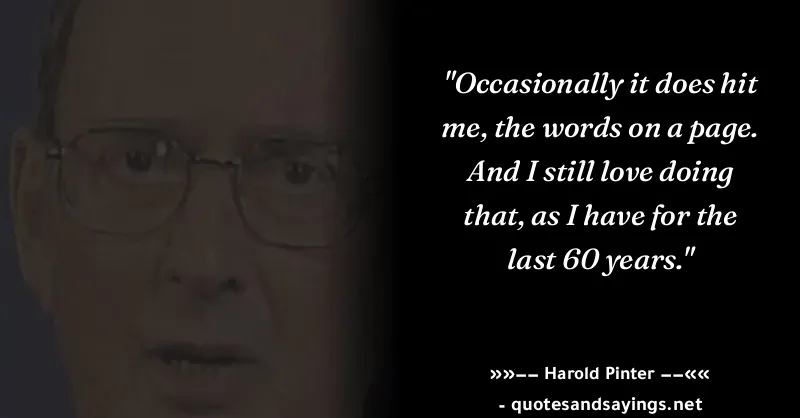 "Occasionally it does hit
me, the words on a page.
And I still love doing
that, as I have for the
last 60 years."
»»−− Harold Pinter −−««
- quotesandsayings.net